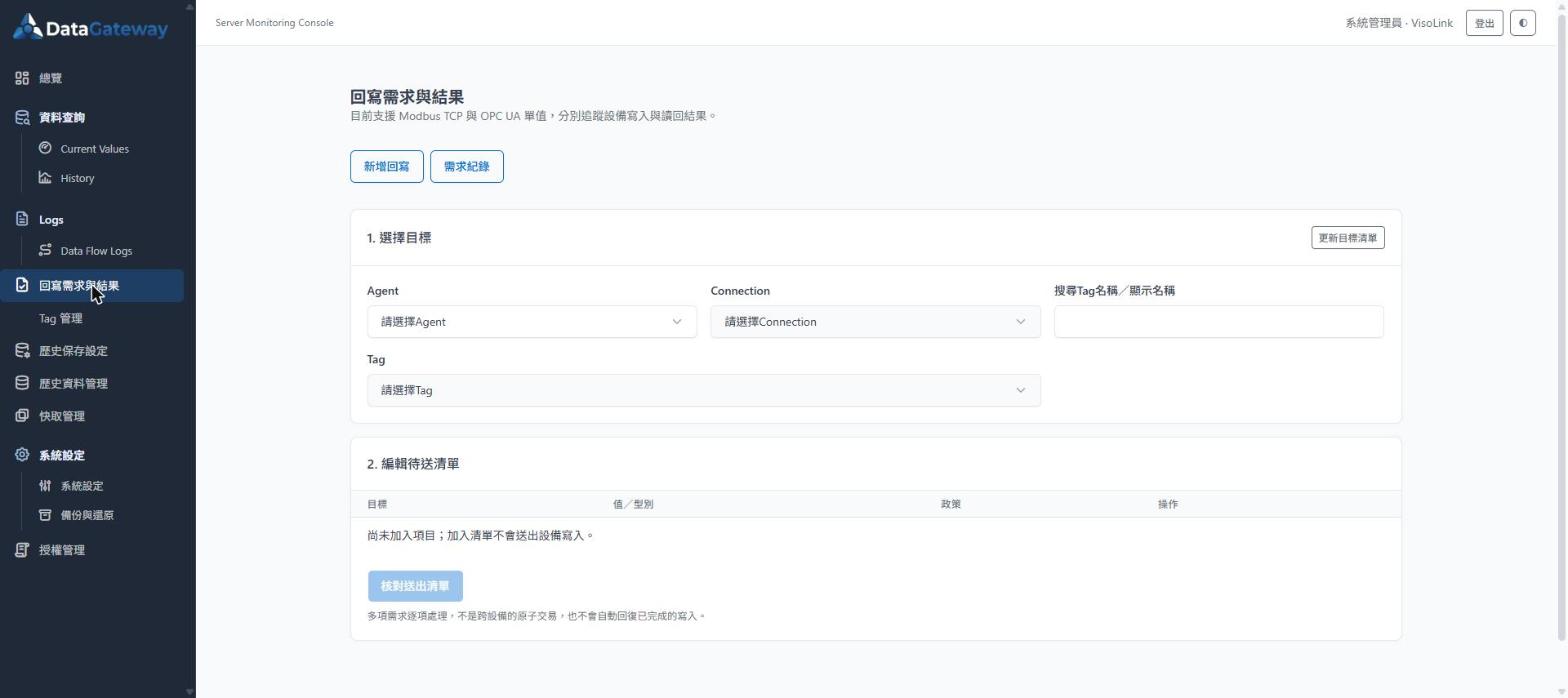 DataGateway
Server Monitoring Console
系統管理員 · VisoLink
登出
總覽
資料查詢
Current Values
History
Logs
Data Flow Logs
回寫需求與結果
Tag 管理
歷史保存設定
歷史資料管理
快取管理
系統設定
系統設定
備份與還原
授權管理
回寫需求與結果
目前支援 Modbus TCP 與 OPC UA 單值，分別追蹤設備寫入與讀回結果。
新增回寫
需求紀錄
1. 選擇目標
更新目標清單
Agent
Connection
搜尋Tag名稱／顯示名稱
請選擇Agent
請選擇Connection
Tag
請選擇Tag
2. 編輯待送清單
目標
值／型別
政策
操作
尚未加入項目；加入清單不會送出設備寫入。
核對送出清單
多項需求逐項處理，不是跨設備的原子交易，也不會自動回復已完成的寫入。